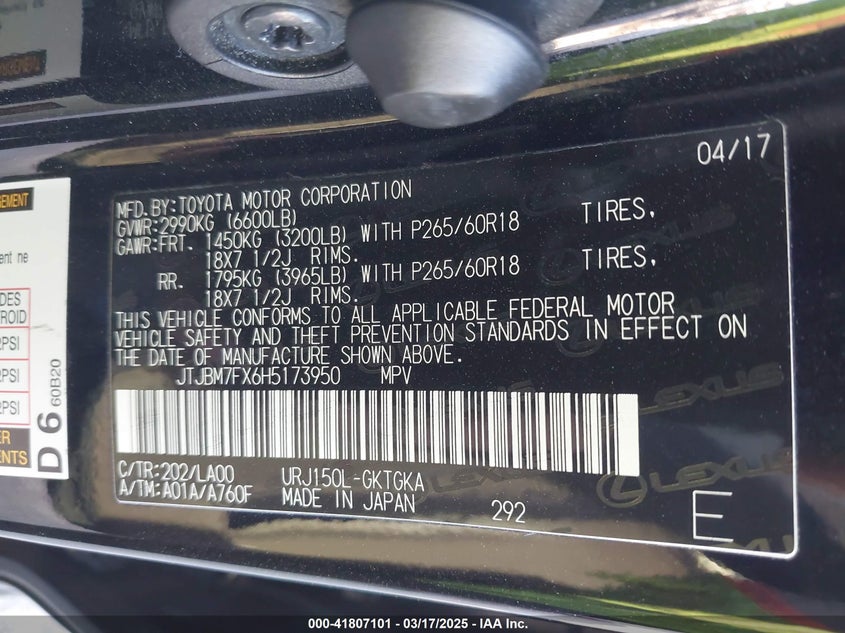 04/17
MFD.BY:TOYOTA MOTOR CORPORATION
GVWR:2990KG (6600LB)
GAWR:FRT. 1450KG (3200LB) WITH P265/60R18 TIRES,
18X7 1/2J RIMS.
RR. 1795KG (3965LB) WITH P265/60R18 TIRES,
18X7 1/2J RIMS.
THIS VEHICLE CONFORMS TO ALL APPLICABLE FEDERAL MOTOR
VEHICLE SAFETY AND THEFT PREVENTION STANDARDS IN EFFECT ON
THE DATE OF MANUFACTURE SHOWN ABOVE.
JTJBM7FX6H5173950 MPV
C/TR:202/LA00 URJ150L-GKTGKA
A/TM:A01A/A760F MADE IN JAPAN 292 E
LEXUS
LEXUS
D 6 60B20
000-41807101 - 03/17/2025 - IAA Inc.